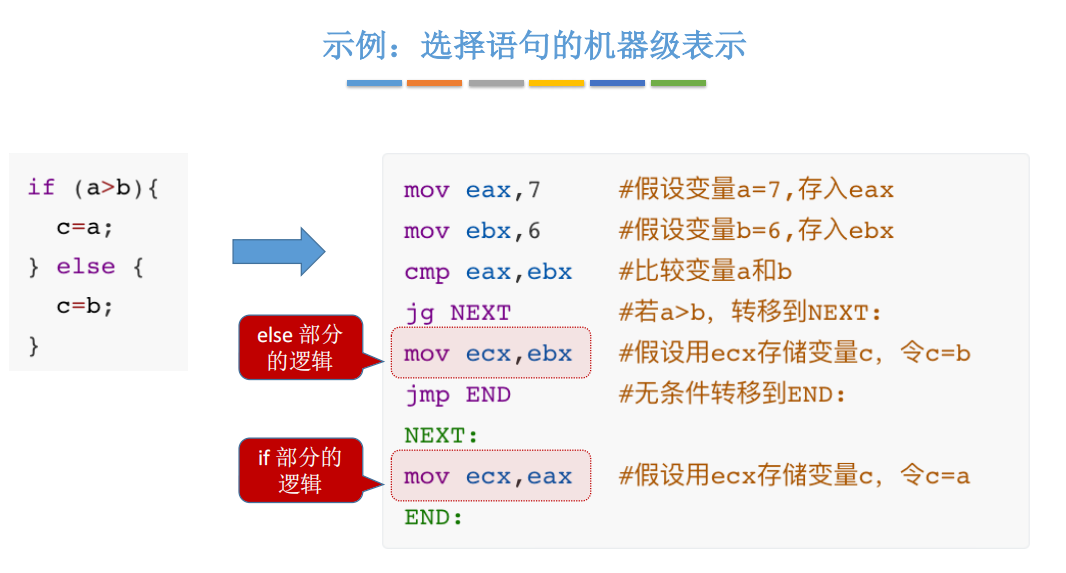 示例：选择语句的机器级表示
if (a>b){
c=a;
} else {
c=b;
}
mov eax,7 #假设变量a=7,存入eax
mov ebx,6 #假设变量b=6,存入ebx
cmp eax,ebx #比较变量a和b
jg NEXT #若a>b，转移到NEXT:
else 部分
的逻辑
mov ecx,ebx #假设用ecx存储变量c，令c=b
jmp END #无条件转移到END:
NEXT:
if 部分的
逻辑
mov ecx,eax #假设用ecx存储变量c，令c=a
END: